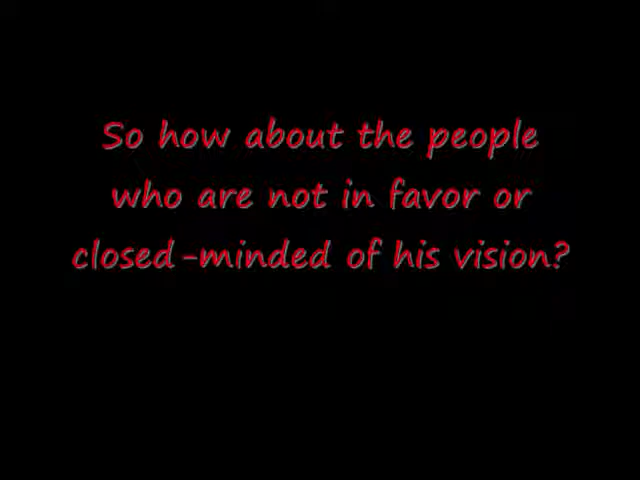 So how about the people
who are not in favor or
closed-minded of his vision?